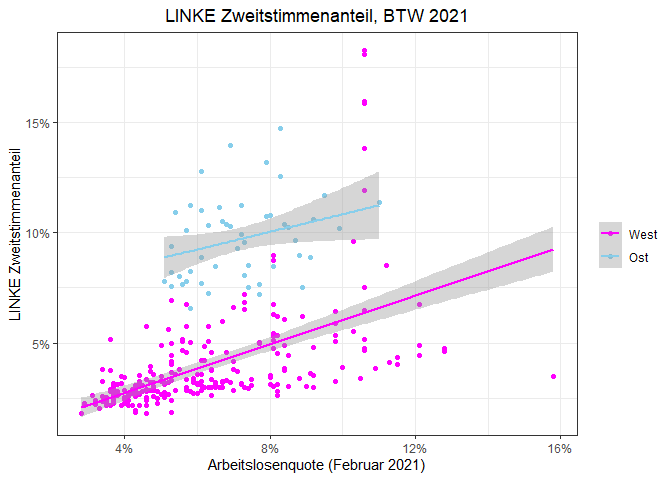 LINKE Zweitstimmenanteil, BTW 2021
LINKE Zweitstimmenanteil
15%
10%
5%
4%
8%
12%
16%
Arbeitslosenquote (Februar 2021)
West
Ost